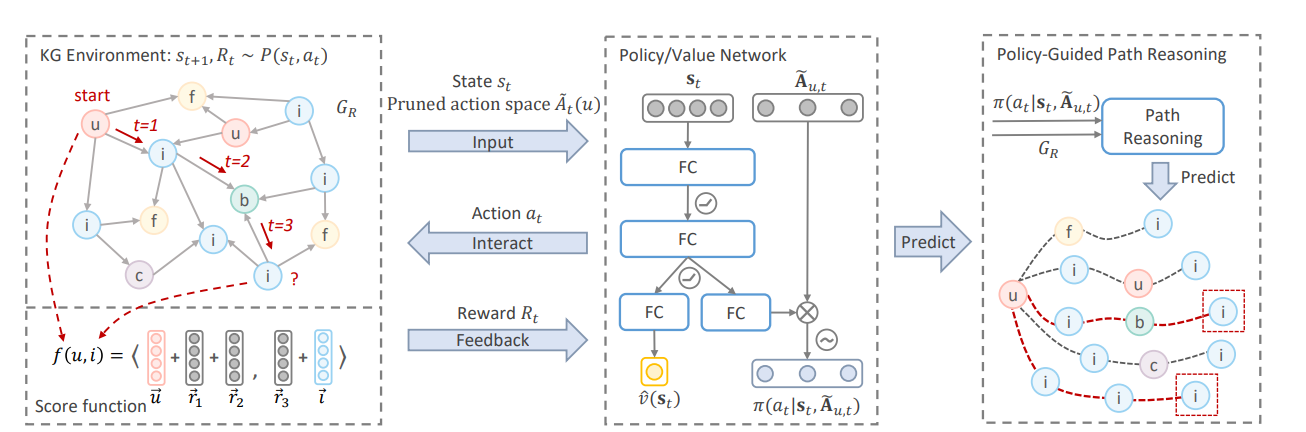 KG Environment: s_{t+1}, R_t ~ P(s_t, a_t)
start
G_R
f
i
u
u
t=1
i
t=2
i
b
i
f
i
t=3
f
c
i
?
f(u, i) = ⟨ + + , + ⟩
u⃗ r⃗_1 r⃗_2 r⃗_3 i⃗
Score function
State s_t
Pruned action space Ã_t(u)
Input
Action a_t
Interact
Reward R_t
Feedback
Policy/Value Network
s_t Ã_{u,t}
FC
FC
FC FC
v̂(s_t) π(a_t|s_t, Ã_{u,t})
Predict
Policy-Guided Path Reasoning
π(a_t|s_t, Ã_{u,t})
G_R
Path
Reasoning
Predict
f i
i u i
u
i b i
i c i
i i i